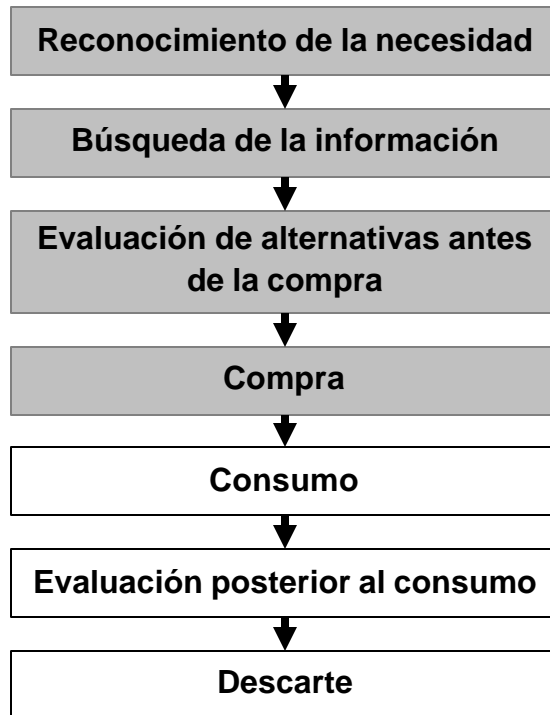 Reconocimiento de la necesidad
Búsqueda de la información
Evaluación de alternativas antes
de la compra
Compra
Consumo
Evaluación posterior al consumo
Descarte